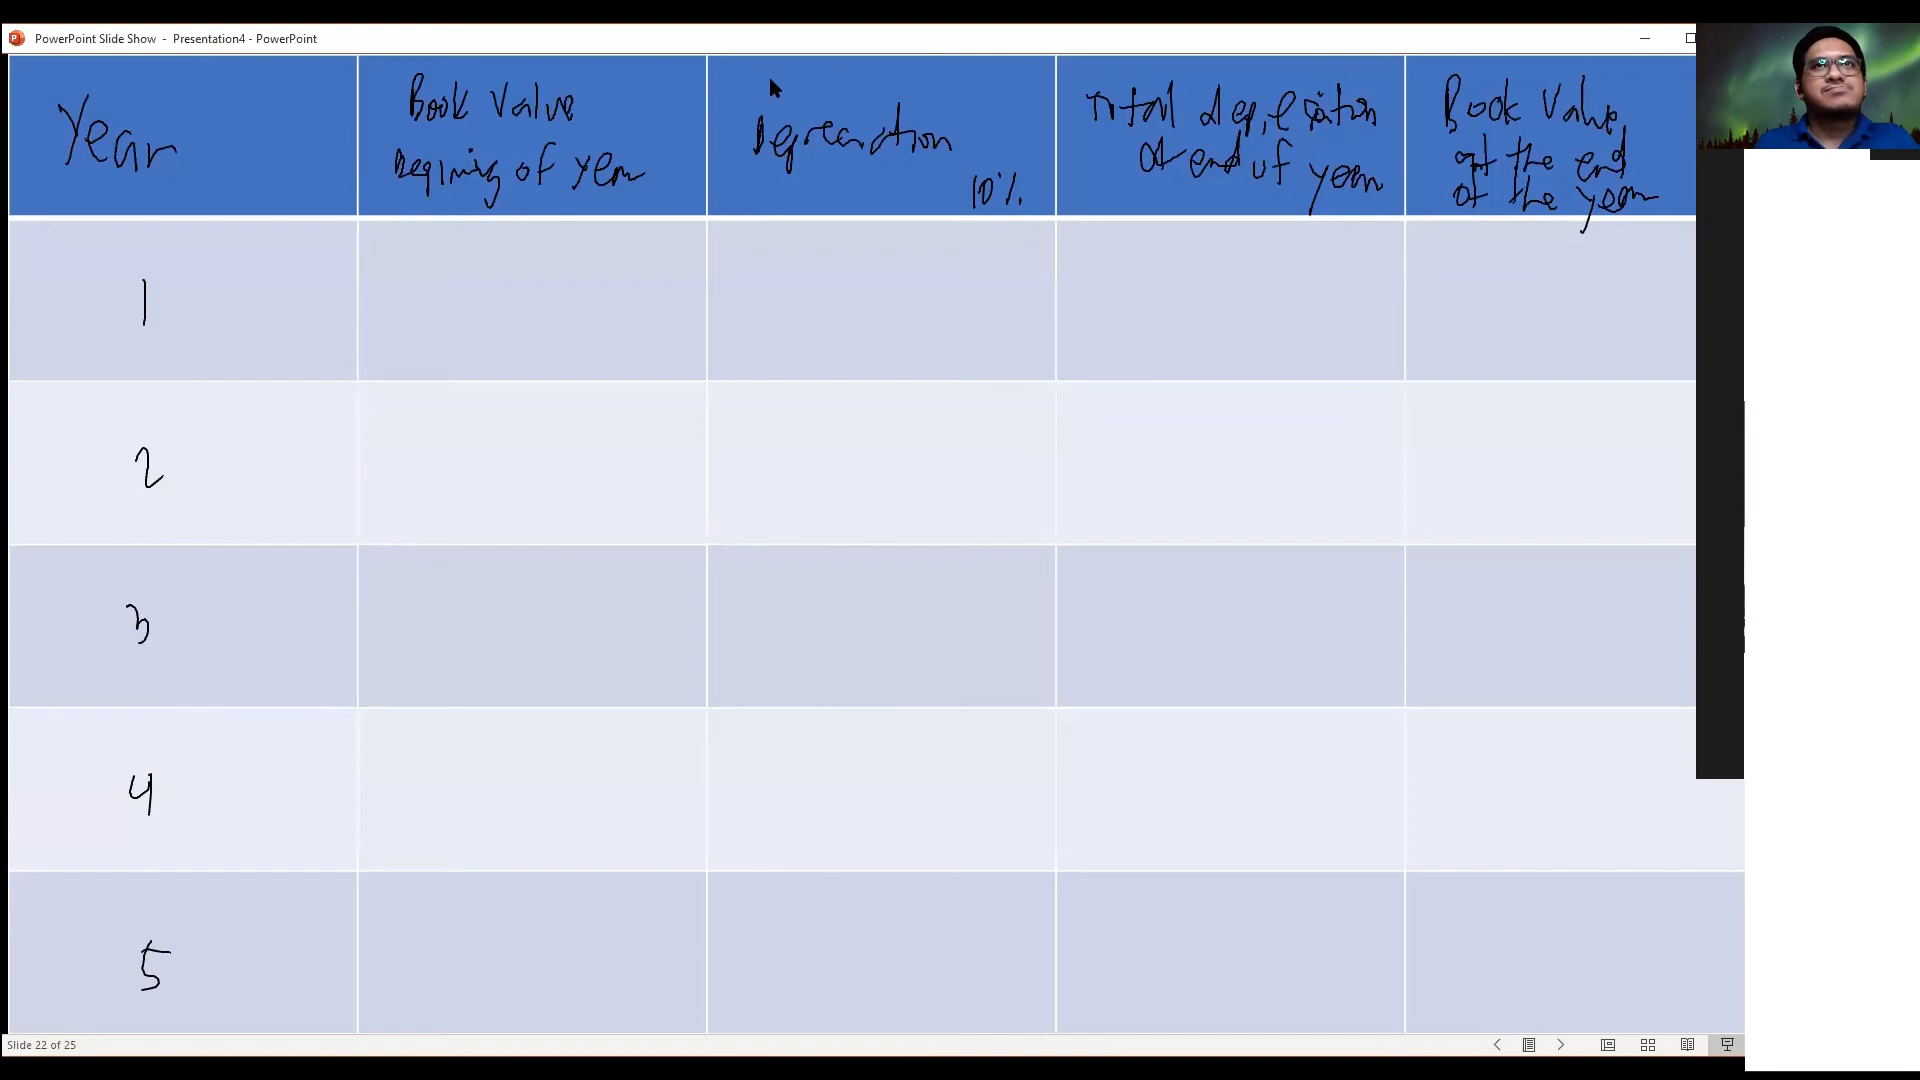 PowerPoint Slide Show - Presentation4 - PowerPoint
Year
Book Value
Begining of year
Depreciation
10%
Total depreciation
at end of year
Book Value
at the end
of the year
1
2
3
4
5
Slide 22 of 25